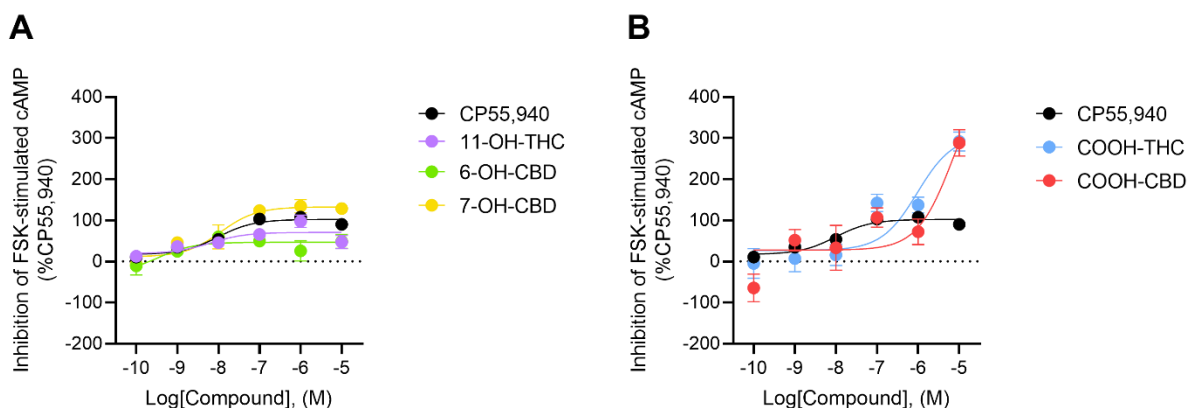 A
Inhibition of FSK-stimulated cAMP
(%CP55,940)
400
300
200
100
0
-100
-200
-10 -9 -8 -7 -6 -5
Log[Compound], (M)
CP55,940
11-OH-THC
6-OH-CBD
7-OH-CBD
B
Inhibition of FSK-stimulated cAMP
(%CP55,940)
400
300
200
100
0
-100
-200
-10 -9 -8 -7 -6 -5
Log[Compound], (M)
CP55,940
COOH-THC
COOH-CBD